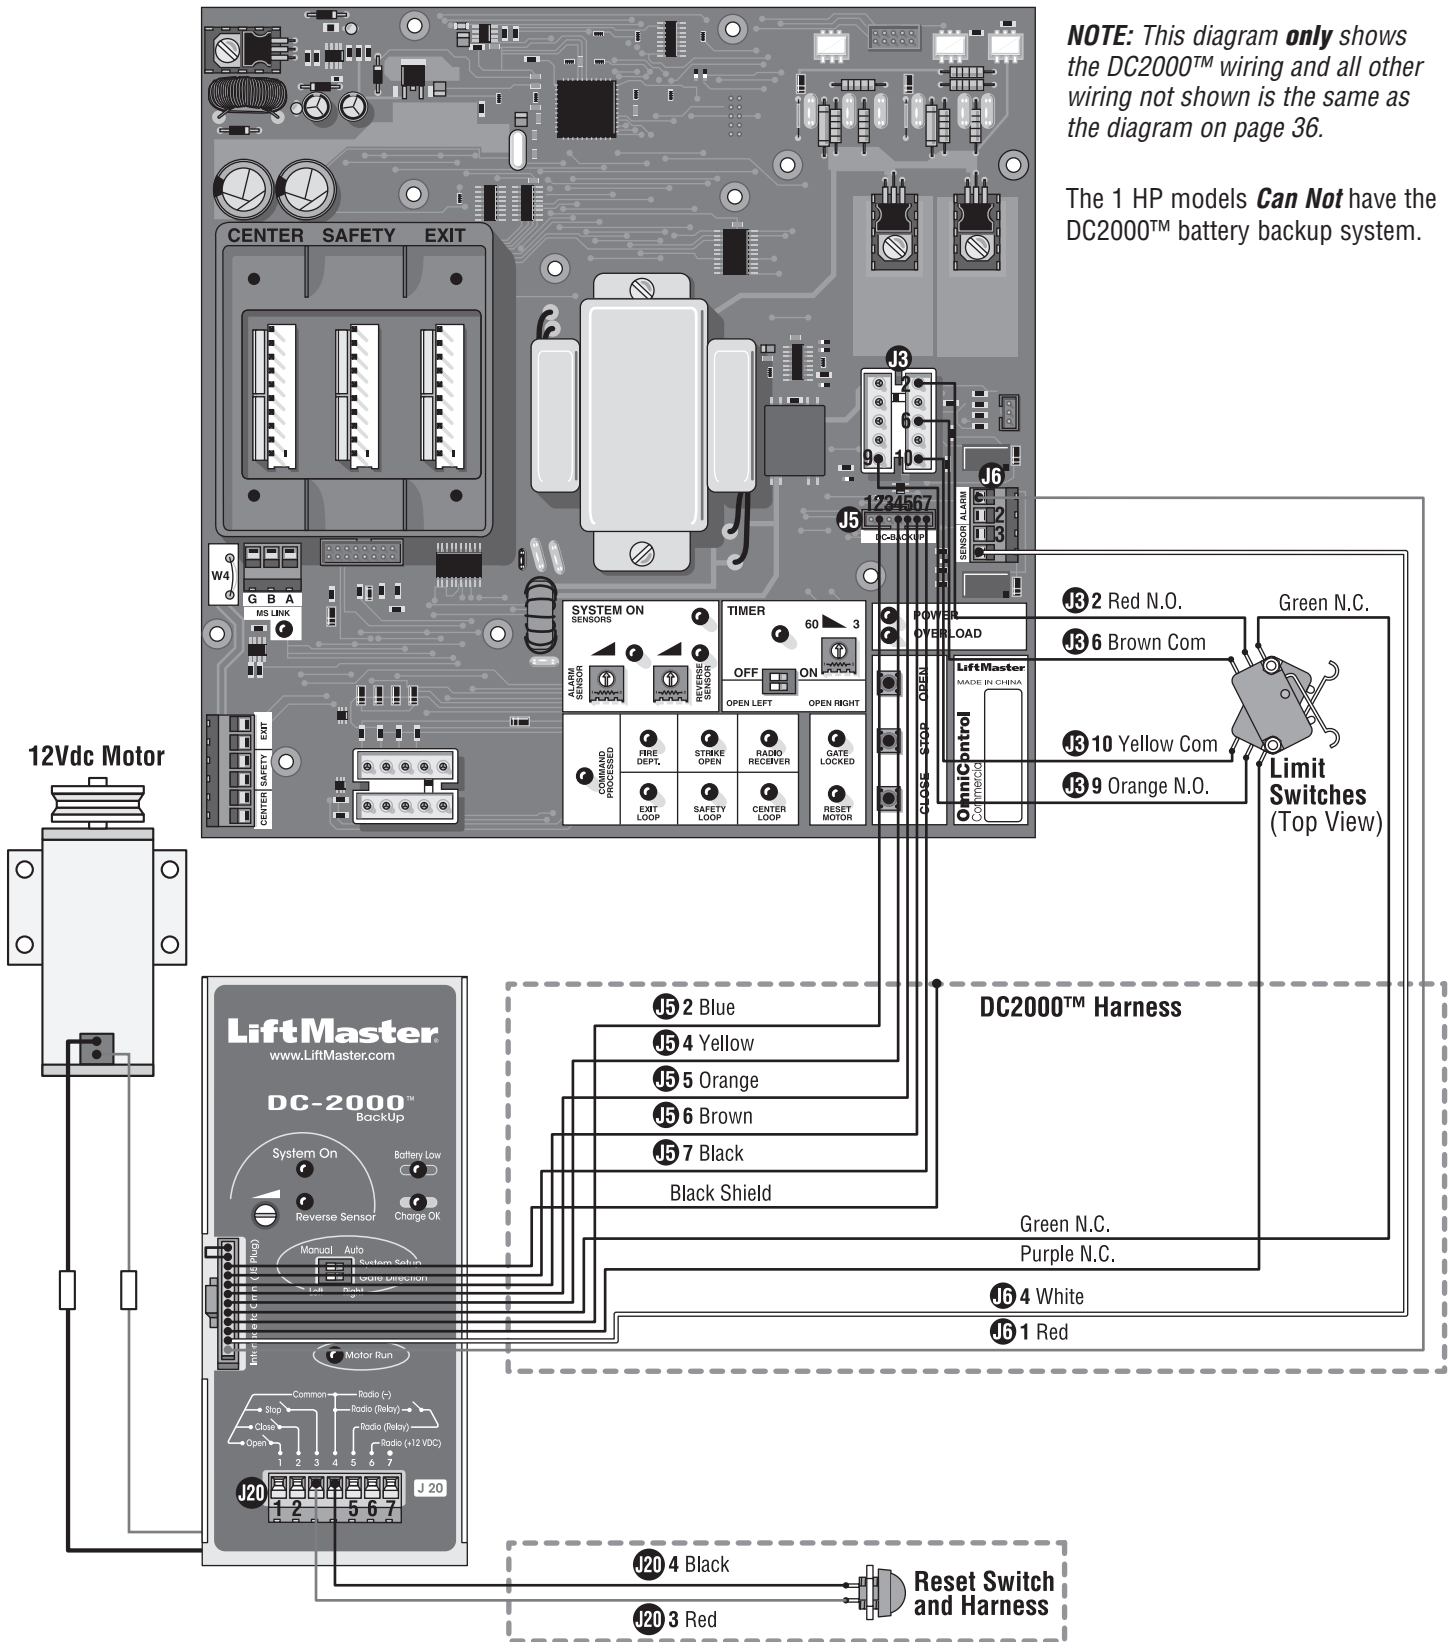 NOTE: This diagram only shows
the DC2000™ wiring and all other
wiring not shown is the same as
the diagram on page 36.
The 1 HP models Can Not have the
DC2000™ battery backup system.
CENTER SAFETY EXIT
J3
2
6
9 10
J6
ALARM
2
3
SENSOR
J5
1234567
DC-BACKUP
W4
G B A
MS LINK
SYSTEM ON
SENSORS
ALARM
SENSOR
REVERSE
SENSOR
TIMER
60 3
OFF ON
OPEN LEFT OPEN RIGHT
POWER
OVERLOAD
OPEN
STOP
CLOSE
LiftMaster
MADE IN CHINA
OmniControl
Commercial
COMMAND
PROCESSED
FIRE
DEPT.
STRIKE
OPEN
RADIO
RECEIVER
GATE
LOCKED
EXIT
LOOP
SAFETY
LOOP
CENTER
LOOP
RESET
MOTOR
EXIT
SAFETY
CENTER
J3 2 Red N.O.
Green N.C.
J3 6 Brown Com
J3 10 Yellow Com
J3 9 Orange N.O.
Limit
Switches
(Top View)
12Vdc Motor
DC2000™ Harness
J5 2 Blue
J5 4 Yellow
J5 5 Orange
J5 6 Brown
J5 7 Black
Black Shield
Green N.C.
Purple N.C.
J6 4 White
J6 1 Red
LiftMaster
www.LiftMaster.com
DC-2000™
BackUp
System On
Battery Low
Reverse Sensor
Charge OK
Manual Auto
System Setup
Gate Direction
Left Right
(J5 Plug)
Motor Run
Common Radio (–)
Stop Radio (Relay)
Close Radio (Relay)
Open Radio (+12 VDC)
1 2 3 4 5 6 7
J20
J 20
1 2 5 6 7
J20 4 Black
J20 3 Red
Reset Switch
and Harness